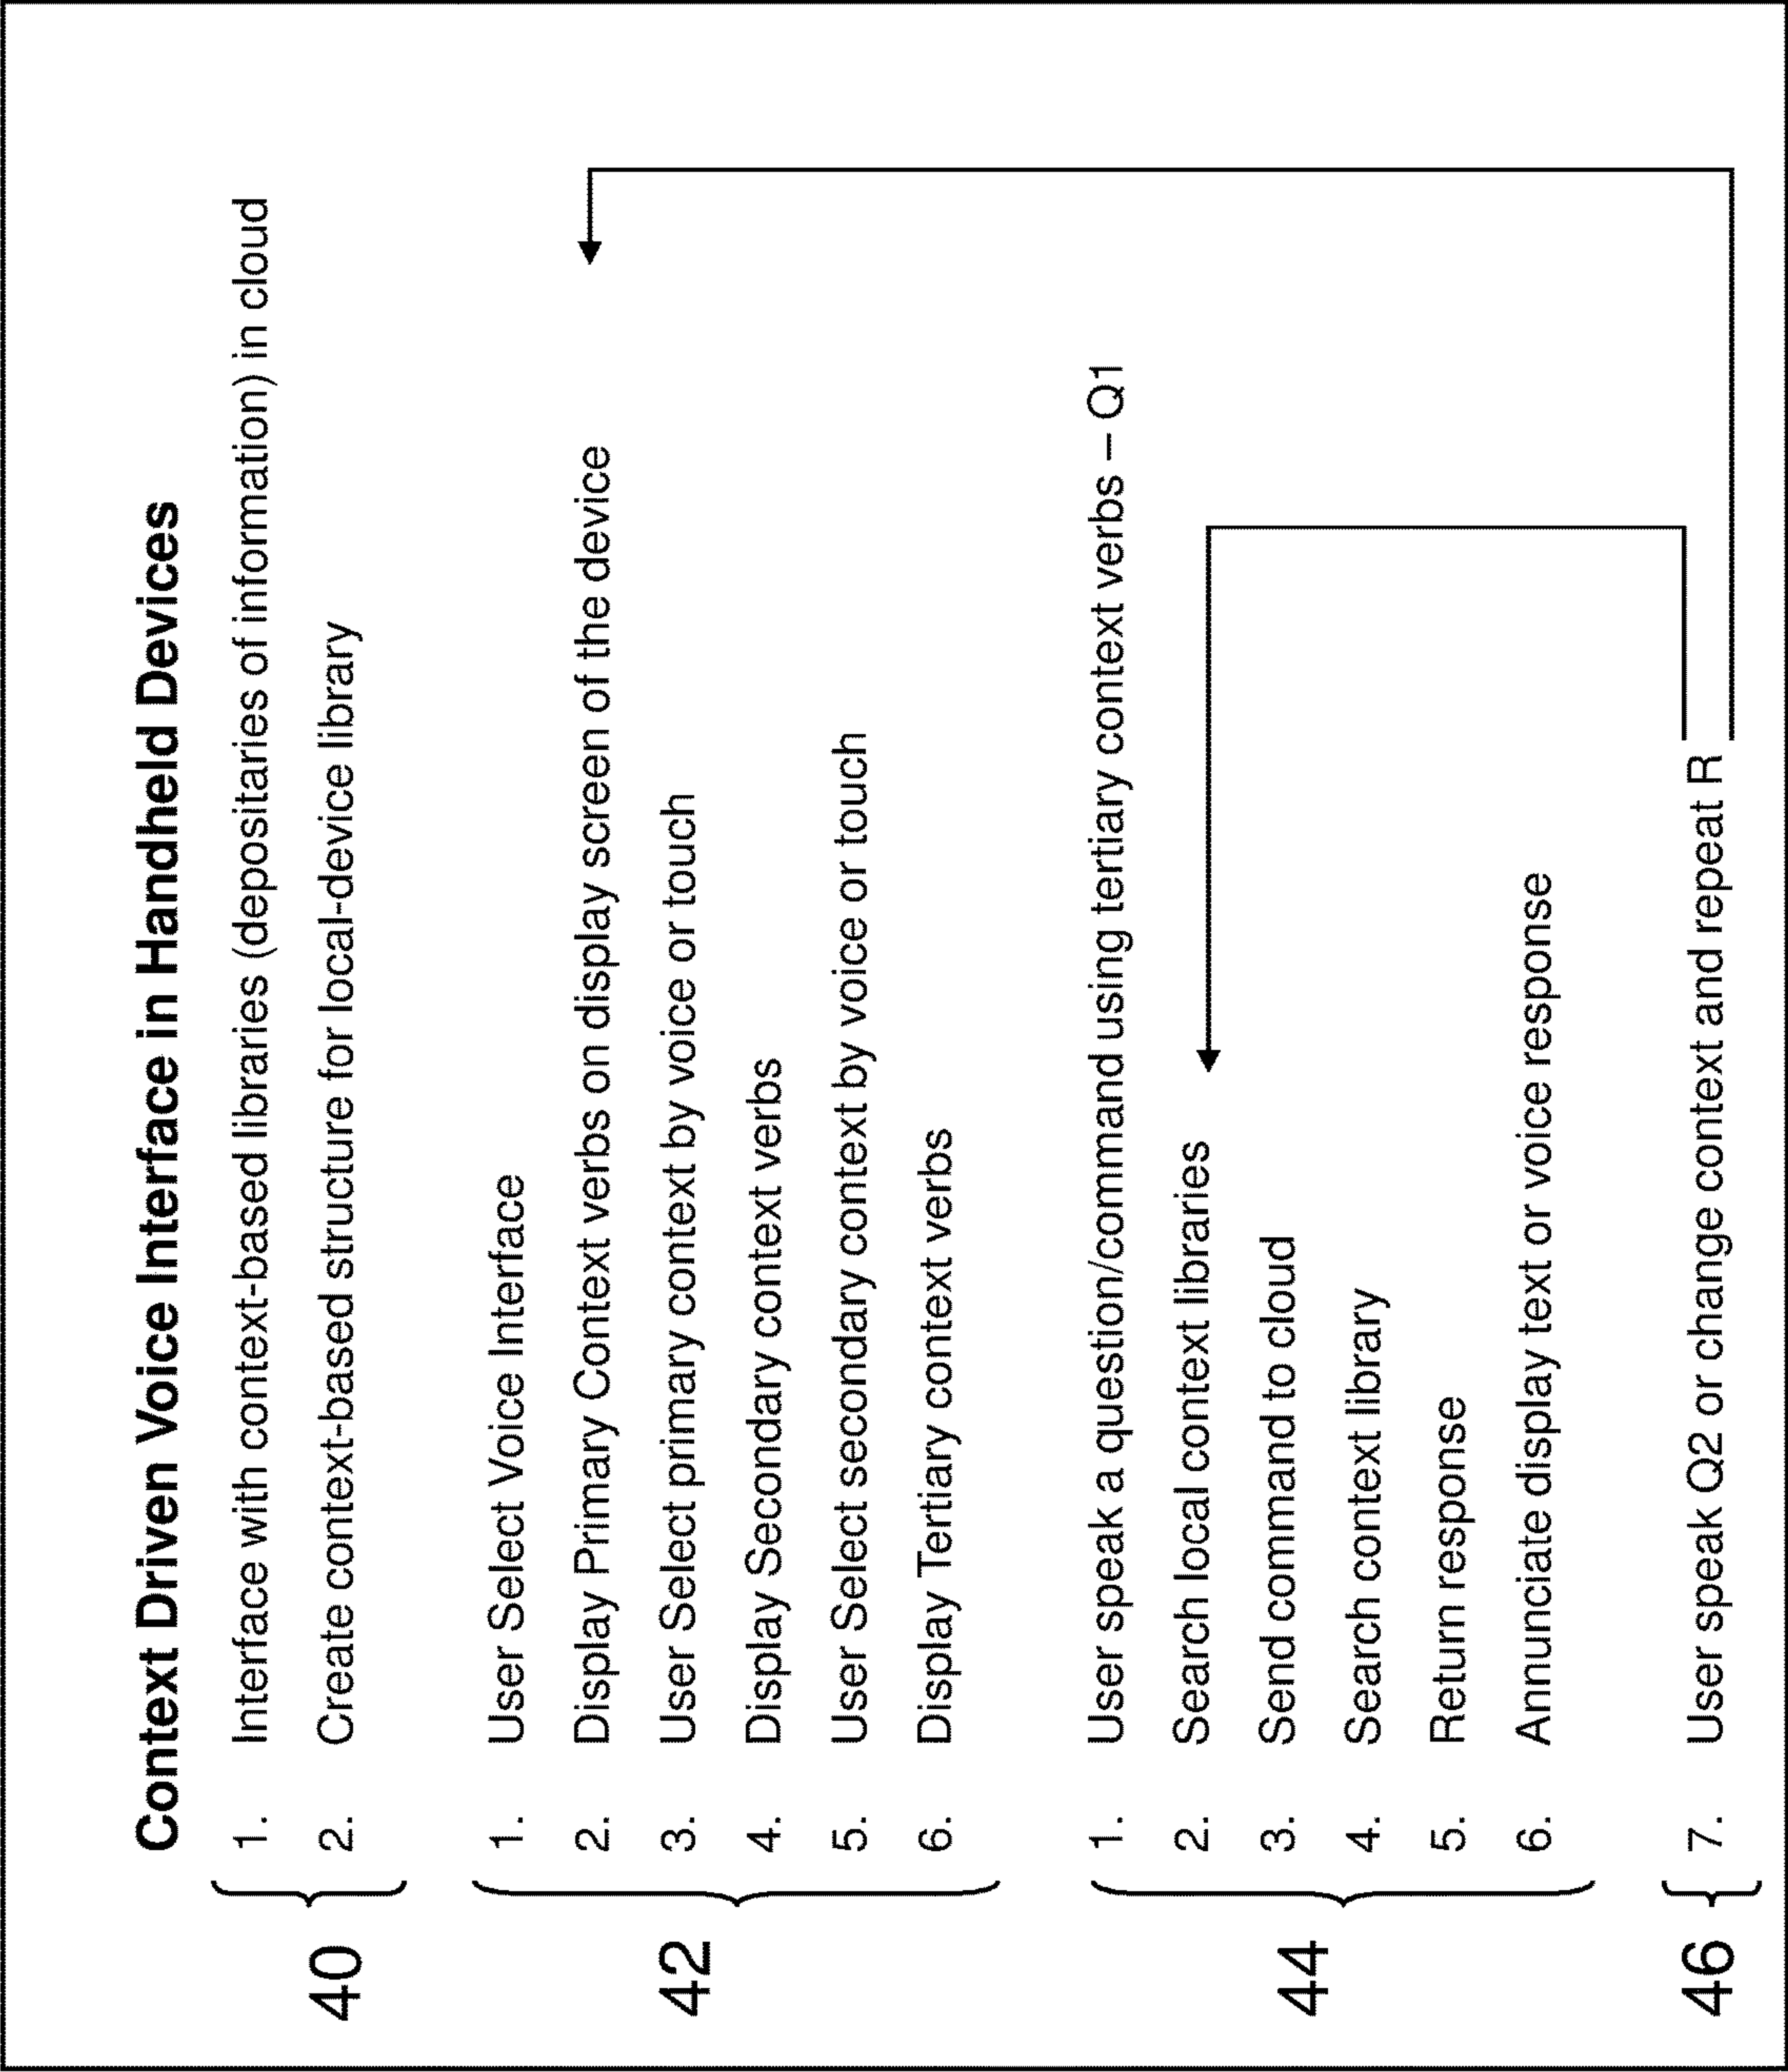 Context Driven Voice Interface in Handheld Devices
40
1. Interface with context-based libraries (depositaries of information) in cloud
2. Create context-based structure for local-device library
42
1. User Select Voice Interface
2. Display Primary Context verbs on display screen of the device
3. User Select primary context by voice or touch
4. Display Secondary context verbs
5. User Select secondary context by voice or touch
6. Display Tertiary context verbs
44
1. User speak a question/command using tertiary context verbs – Q1
2. Search local context libraries
3. Send command to cloud
4. Search context library
5. Return response
6. Annunciate display text or voice response
46
7. User speak Q2 or change context and repeat R